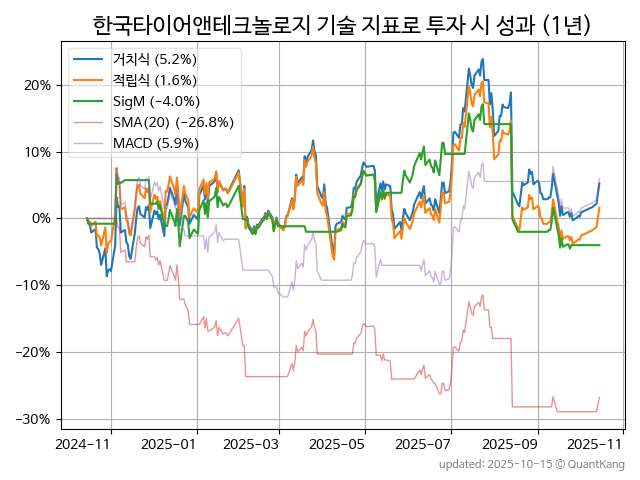 한국타이어앤테크놀로지 기술 지표로 투자 시 성과 (1년)
거치식 (5.2%)
적립식 (1.6%)
SigM (−4.0%)
SMA(20) (−26.8%)
MACD (5.9%)
20%
10%
0%
−10%
−20%
−30%
2024-11 2025-01 2025-03 2025-05 2025-07 2025-09 2025-11
updated: 2025-10-15 © QuantKang